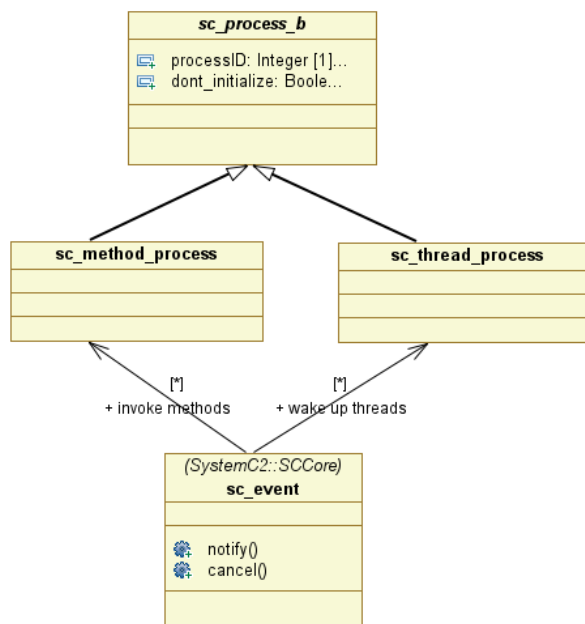 sc_process_b
processID: Integer [1]...
dont_initialize: Boole...
sc_method_process
sc_thread_process
[*]
+ invoke methods
[*]
+ wake up threads
(SystemC2::SCCore)
sc_event
notify()
cancel()